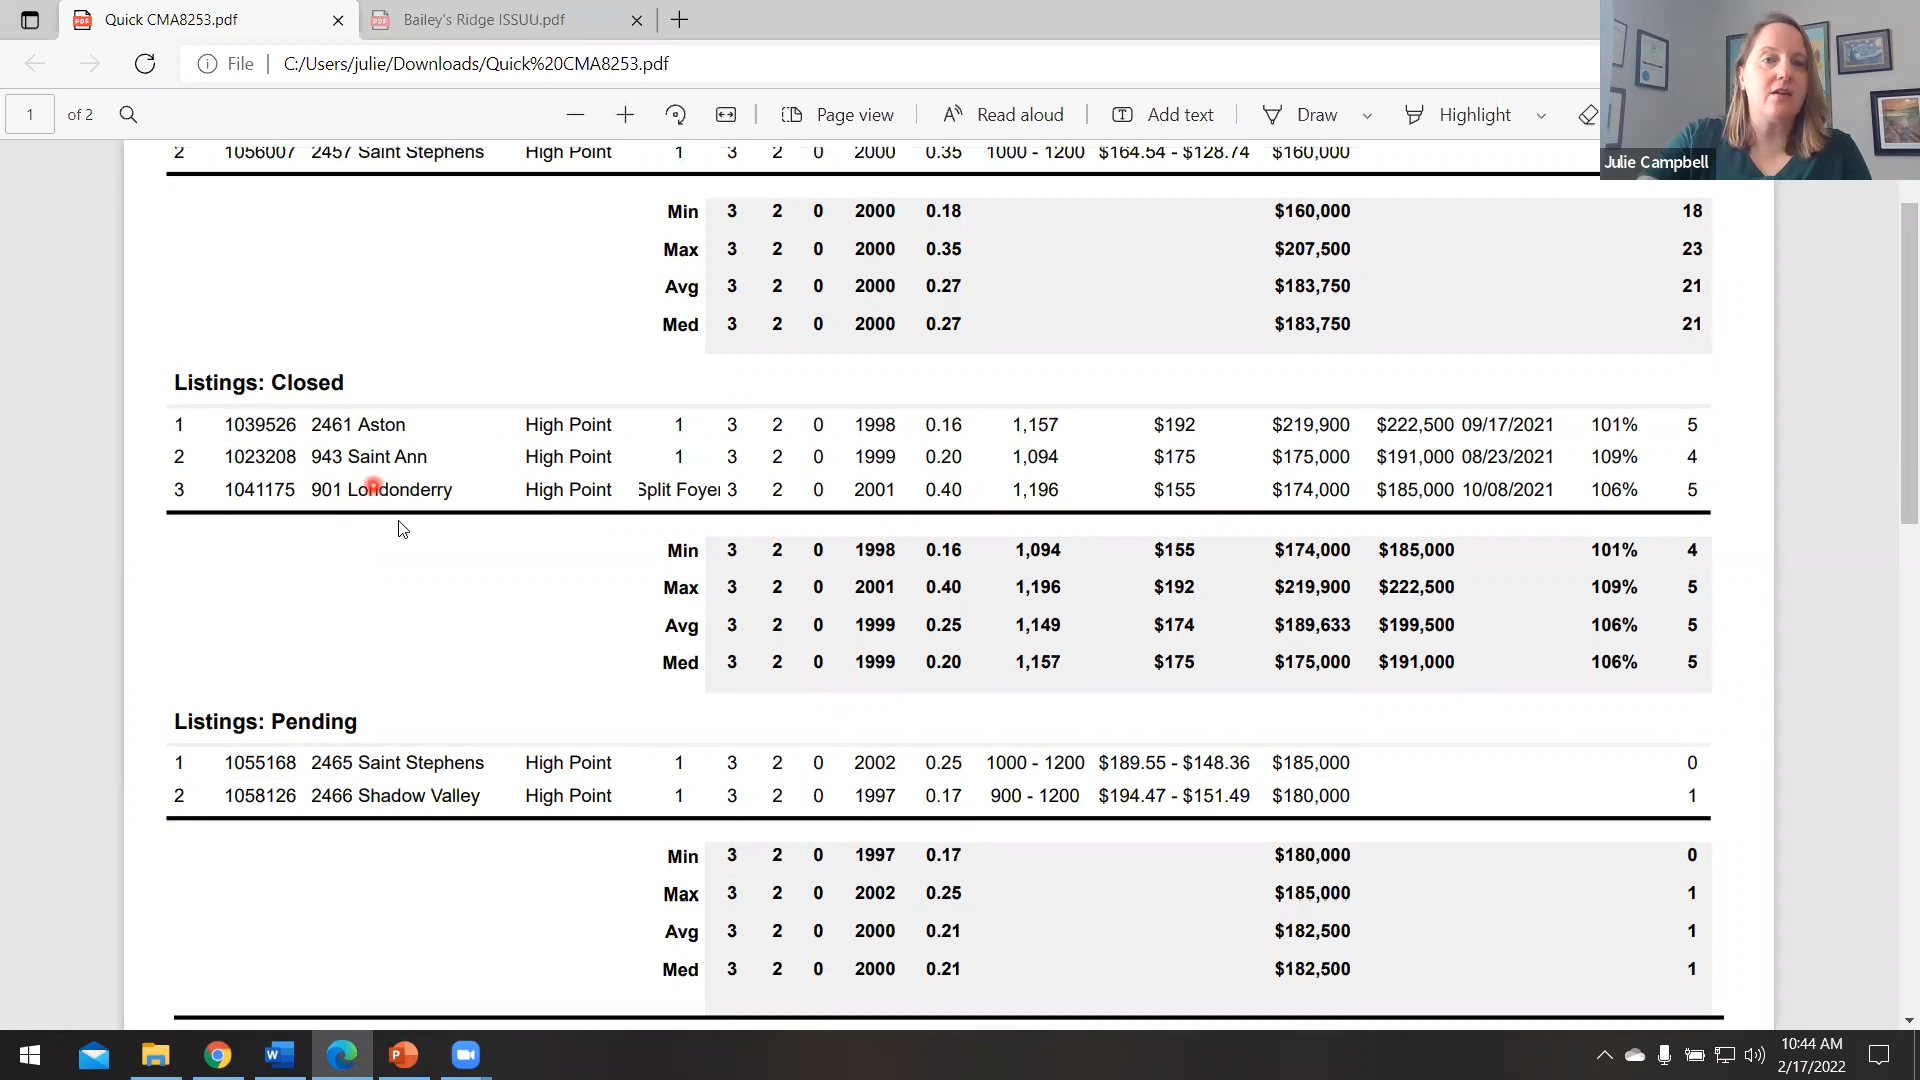 Quick CMA8253.pdf
Bailey's Ridge ISSUU.pdf
File C:/Users/julie/Downloads/Quick%20CMA8253.pdf
1 of 2 Page view Read aloud Add text Draw Highlight
Julie Campbell
2 1056007 2457 Saint Stephens High Point 1 3 2 0 2000 0.35 1000 - 1200 $164.54 - $128.74 $160,000
Min 3 2 0 2000 0.18 $160,000 18
Max 3 2 0 2000 0.35 $207,500 23
Avg 3 2 0 2000 0.27 $183,750 21
Med 3 2 0 2000 0.27 $183,750 21
Listings: Closed
1 1039526 2461 Aston High Point 1 3 2 0 1998 0.16 1,157 $192 $219,900 $222,500 09/17/2021 101% 5
2 1023208 943 Saint Ann High Point 1 3 2 0 1999 0.20 1,094 $175 $175,000 $191,000 08/23/2021 109% 4
3 1041175 901 Londonderry High Point Split Foyer 3 2 0 2001 0.40 1,196 $155 $174,000 $185,000 10/08/2021 106% 5
Min 3 2 0 1998 0.16 1,094 $155 $174,000 $185,000 101% 4
Max 3 2 0 2001 0.40 1,196 $192 $219,900 $222,500 109% 5
Avg 3 2 0 1999 0.25 1,149 $174 $189,633 $199,500 106% 5
Med 3 2 0 1999 0.20 1,157 $175 $175,000 $191,000 106% 5
Listings: Pending
1 1055168 2465 Saint Stephens High Point 1 3 2 0 2002 0.25 1000 - 1200 $189.55 - $148.36 $185,000 0
2 1058126 2466 Shadow Valley High Point 1 3 2 0 1997 0.17 900 - 1200 $194.47 - $151.49 $180,000 1
Min 3 2 0 1997 0.17 $180,000 0
Max 3 2 0 2002 0.25 $185,000 1
Avg 3 2 0 2000 0.21 $182,500 1
Med 3 2 0 2000 0.21 $182,500 1
10:44 AM
2/17/2022